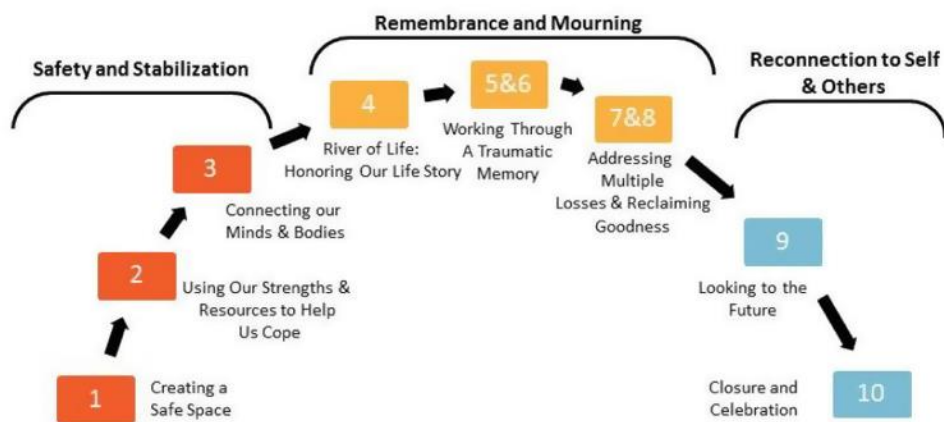 Safety and Stabilization
Remembrance and Mourning
Reconnection to Self
& Others
1
Creating a
Safe Space
2
Using Our Strengths &
Resources to Help
Us Cope
3
Connecting our
Minds & Bodies
4
River of Life:
Honoring Our Life Story
5&6
Working Through
A Traumatic
Memory
7&8
Addressing
Multiple
Losses & Reclaiming
Goodness
9
Looking to the
Future
10
Closure and
Celebration